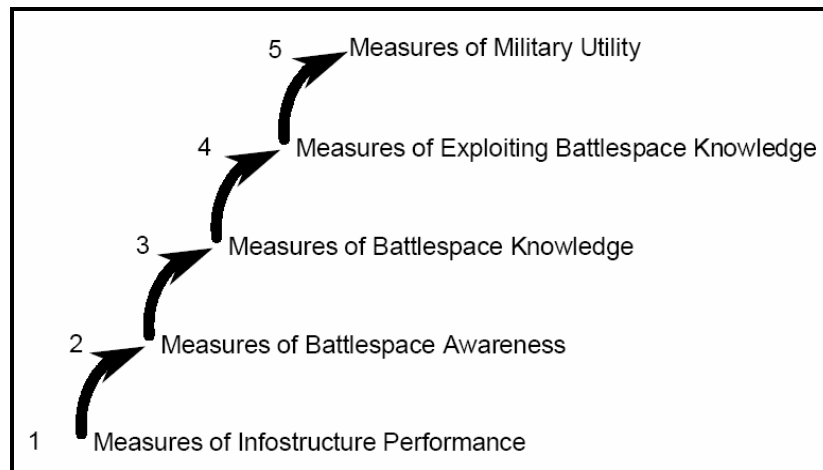 5 Measures of Military Utility
4 Measures of Exploiting Battlespace Knowledge
3 Measures of Battlespace Knowledge
2 Measures of Battlespace Awareness
1 Measures of Infostructure Performance